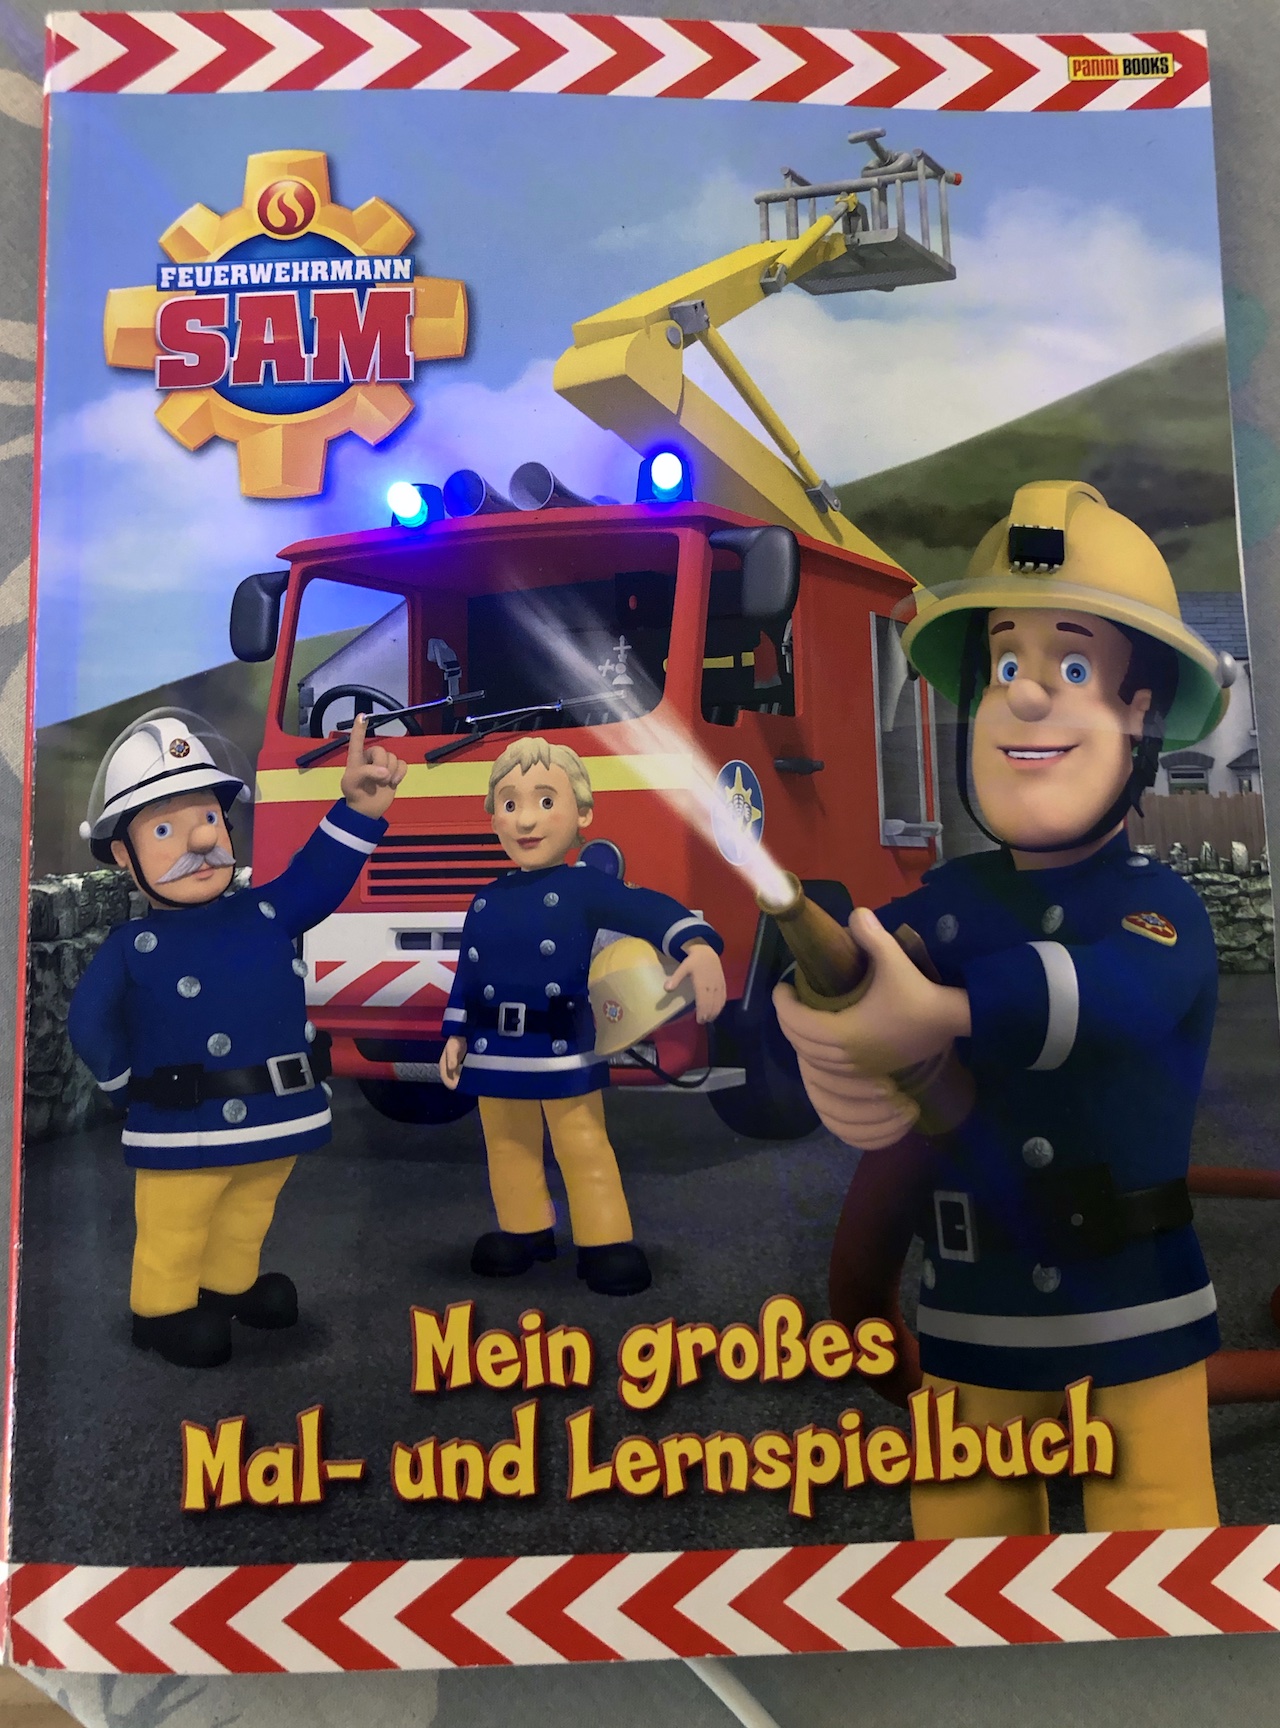 PANINI BOOKS
FEUERWEHRMANN
SAM
Mein großes
Mal- und Lernspielbuch